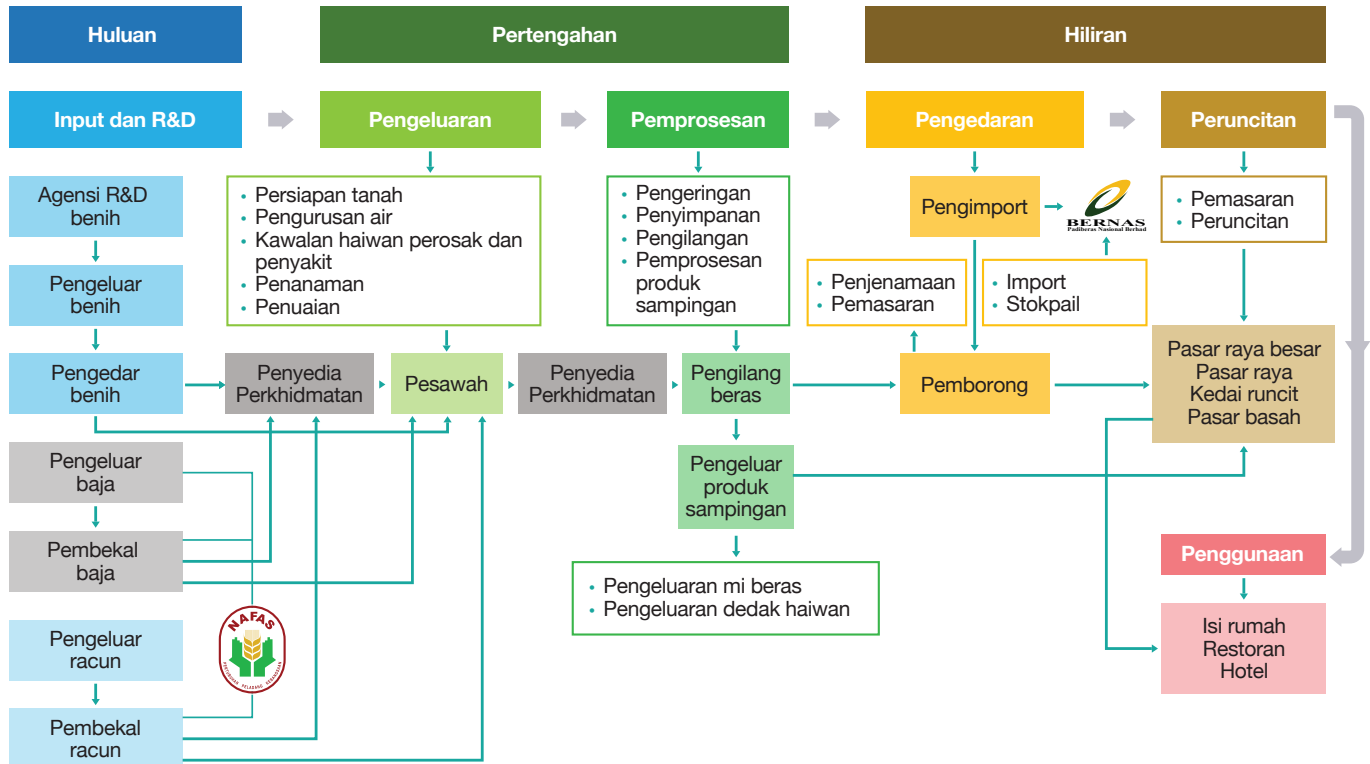 Huluan
Pertengahan
Hiliran
Input dan R&D
Pengeluaran
Pemprosesan
Pengedaran
Peruncitan
Agensi R&D
benih
Pengeluar
benih
Pengedar
benih
Pengeluar
baja
Pembekal
baja
Pengeluar
racun
Pembekal
racun
• Persiapan tanah
• Pengurusan air
• Kawalan haiwan perosak dan
penyakit
• Penanaman
• Penuaian
Penyedia
Perkhidmatan
Pesawah
Penyedia
Perkhidmatan
NAFAS
PERTUBUHAN PELADANG KEBANGSAAN
• Pengeringan
• Penyimpanan
• Pengilangan
• Pemprosesan
produk
sampingan
Pengilang
beras
Pengeluar
produk
sampingan
• Pengeluaran mi beras
• Pengeluaran dedak haiwan
Pengimport
BERNAS
Padiberas Nasional Berhad
• Penjenamaan
• Pemasaran
• Import
• Stokpail
Pemborong
• Pemasaran
• Peruncitan
Pasar raya besar
Pasar raya
Kedai runcit
Pasar basah
Penggunaan
Isi rumah
Restoran
Hotel